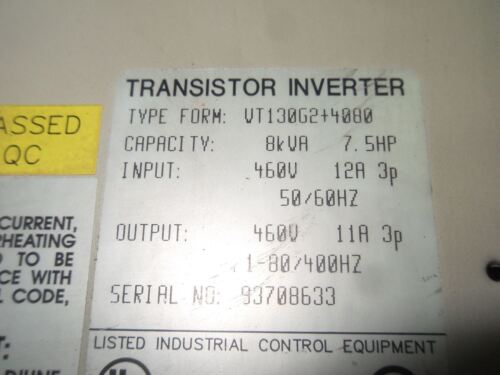 TRANSISTOR INVERTER
TYPE FORM: VT130G2+4080
CAPACITY: 8kVA 7.5HP
INPUT: 460V 12A 3p
50/60HZ
OUTPUT: 460V 11A 3p
1-80/400HZ
SERIAL NO: 93708633
LISTED INDUSTRIAL CONTROL EQUIPMENT
ASSED
QC
CURRENT,
RHEATING
D TO BE
CE WITH
L CODE,
T: